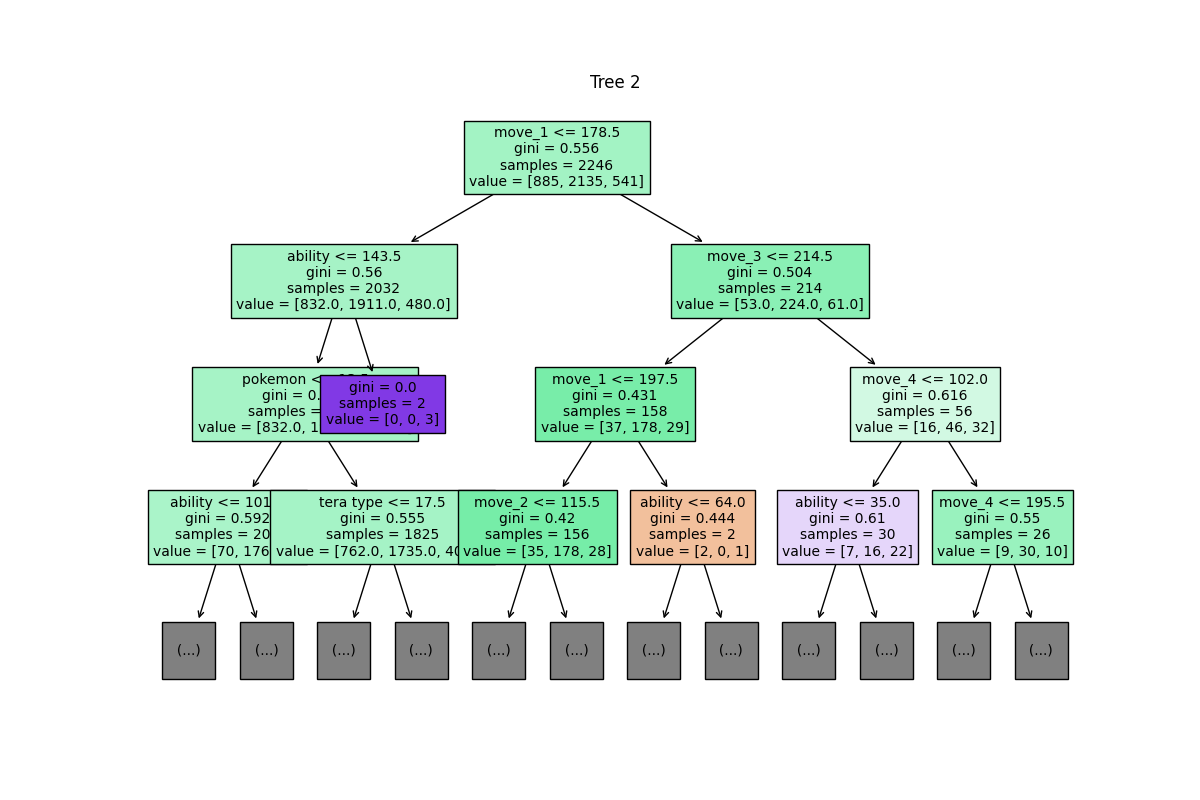 Tree 2
move_1 <= 178.5
gini = 0.556
samples = 2246
value = [885, 2135, 541]
ability <= 143.5
gini = 0.56
samples = 2032
value = [832.0, 1911.0, 480.0]
move_3 <= 214.5
gini = 0.504
samples = 214
value = [53.0, 224.0, 61.0]
pokemon
gini = 0.
samples =
value = [832.0, 1
gini = 0.0
samples = 2
value = [0, 0, 3]
move_1 <= 197.5
gini = 0.431
samples = 158
value = [37, 178, 29]
move_4 <= 102.0
gini = 0.616
samples = 56
value = [16, 46, 32]
ability <= 101
gini = 0.592
samples = 20
value = [70, 176
tera type <= 17.5
gini = 0.555
samples = 1825
value = [762.0, 1735.0, 40
move_2 <= 115.5
gini = 0.42
samples = 156
value = [35, 178, 28]
ability <= 64.0
gini = 0.444
samples = 2
value = [2, 0, 1]
ability <= 35.0
gini = 0.61
samples = 30
value = [7, 16, 22]
move_4 <= 195.5
gini = 0.55
samples = 26
value = [9, 30, 10]
(...) (...) (...) (...) (...) (...) (...) (...) (...) (...) (...) (...)